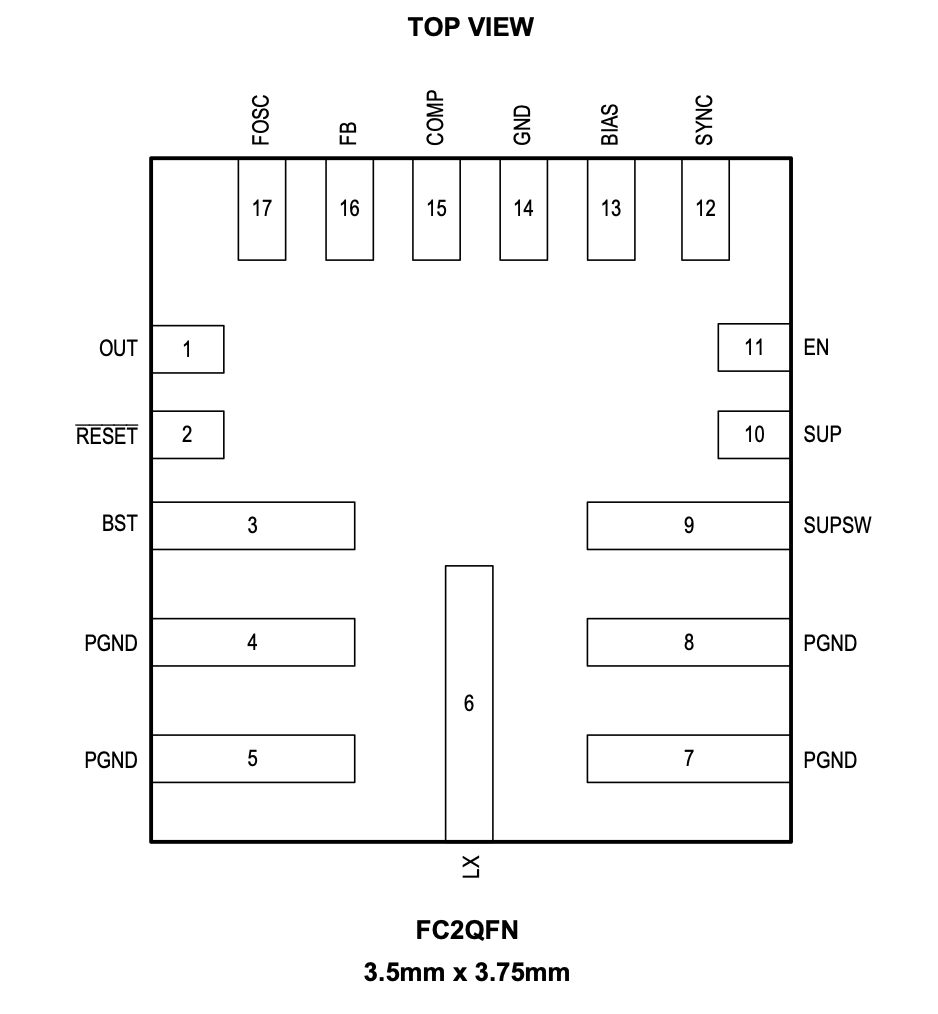 TOP VIEW
FOSC FB COMP GND BIAS SYNC
17 16 15 14 13 12
OUT 1 11 EN
RESET 2 10 SUP
BST 3 9 SUPSW
PGND 4 8 PGND
6
PGND 5 7 PGND
LX
FC2QFN
3.5mm x 3.75mm